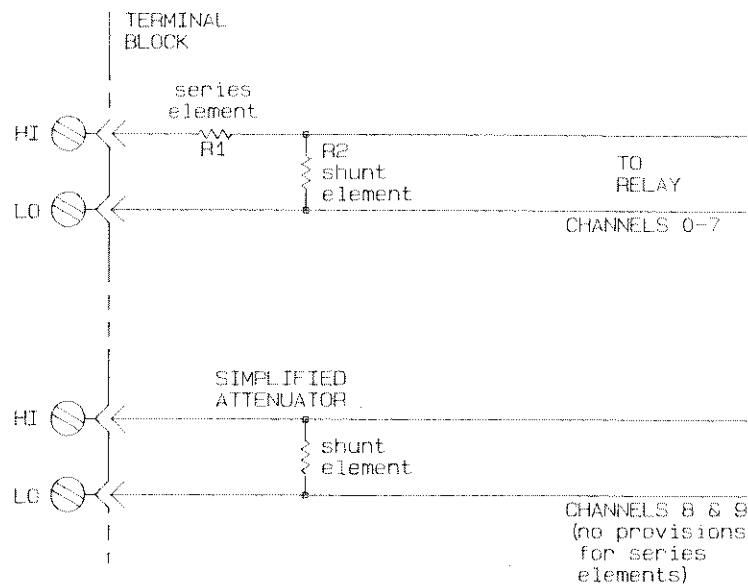 TERMINAL
BLOCK
series
element
HI
R1
R2
shunt
element
TO
RELAY
LO
CHANNELS 0-7
SIMPLIFIED
ATTENUATOR
HI
shunt
element
LO
CHANNELS 8 & 9
(no provisions
for series
elements)